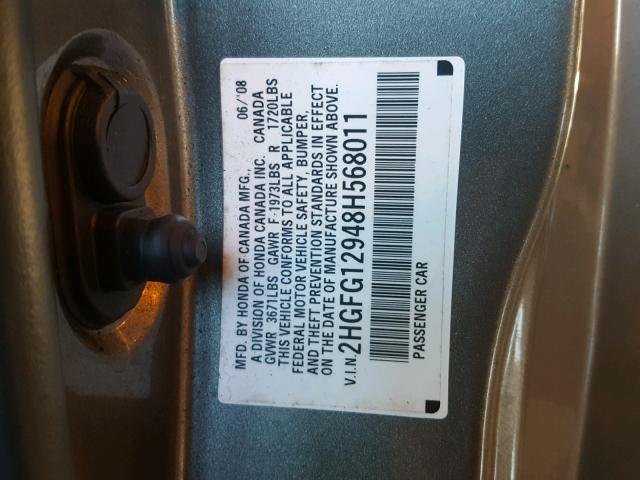 MFD. BY HONDA OF CANADA MFG., 06/'08
A DIVISION OF HONDA CANADA INC. CANADA
GVWR 3671LBS GAWR F 1973LBS R 1720LBS
THIS VEHICLE CONFORMS TO ALL APPLICABLE
FEDERAL MOTOR VEHICLE SAFETY, BUMPER,
AND THEFT PREVENTION STANDARDS IN EFFECT
ON THE DATE OF MANUFACTURE SHOWN ABOVE.
V.I.N. 2HGFG12948H568011
PASSENGER CAR